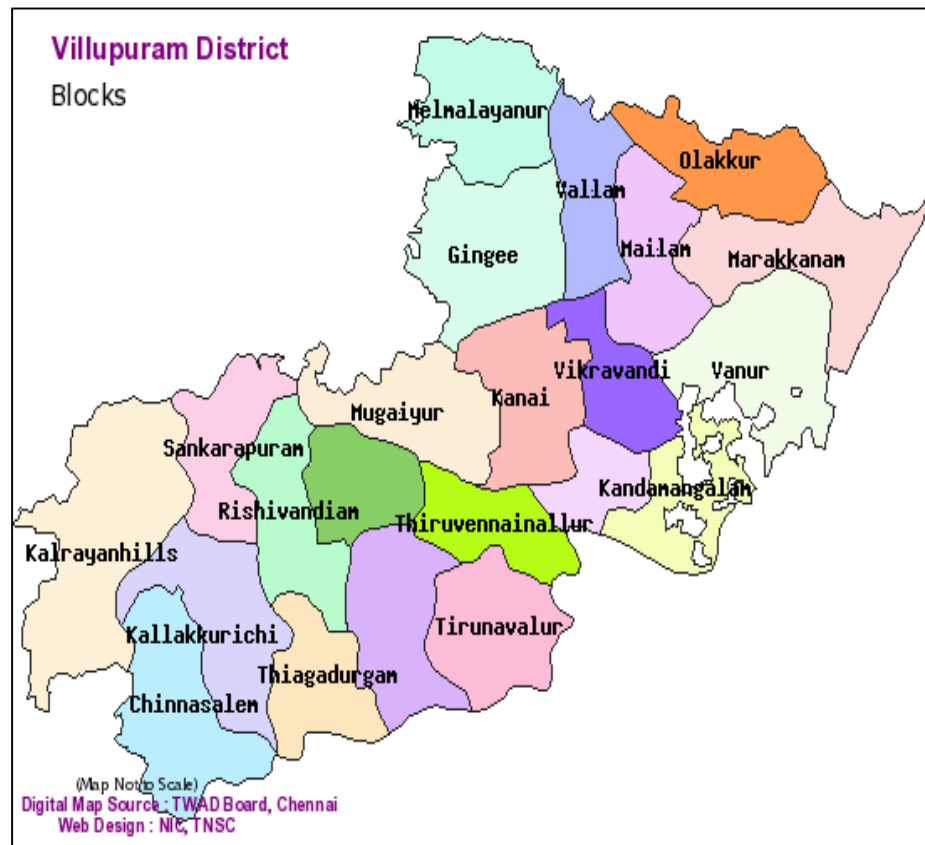 Villupuram District
Blocks
Melmalayanur
Olakkur
Vallam
Gingee
Mailam
Marakkanam
Vikravandi
Vanur
Kanai
Mugaiyur
Sankarapuram
Kandamangalam
Rishivandiam
Thiruvennainallur
Kalrayanhills
Tirunavalur
Kallakkurichi
Thiagadurgam
Chinnasalem
(Map Not to Scale)
Digital Map Source : TWAD Board, Chennai
Web Design : NIC, TNSC